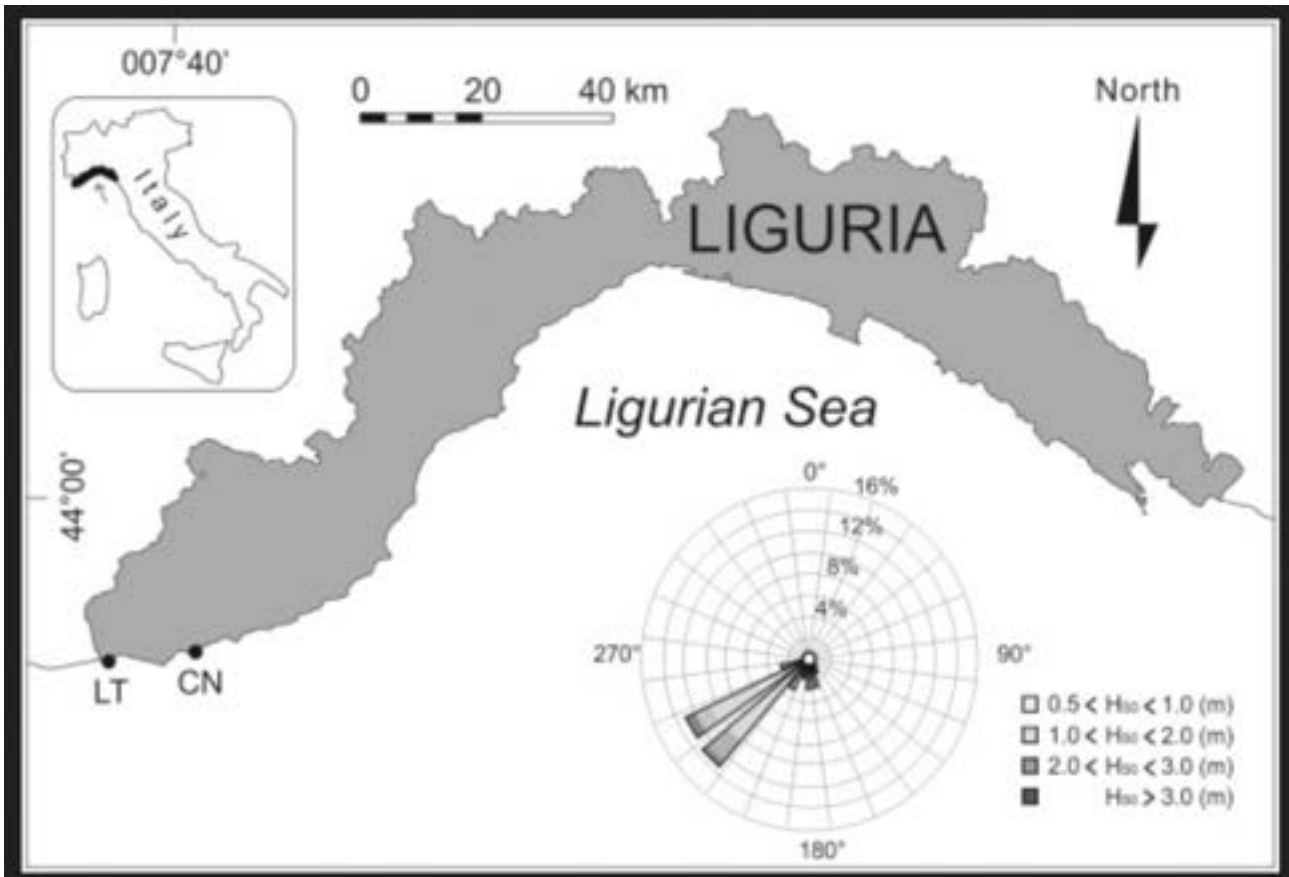 007°40'
0 20 40 km
North
Italy
LIGURIA
Ligurian Sea
44°00'
0°
16%
12%
8%
4%
270°
90°
180°
LT
CN
0.5 < H₅₀ < 1.0 (m)
1.0 < H₅₀ < 2.0 (m)
2.0 < H₅₀ < 3.0 (m)
H₅₀ > 3.0 (m)